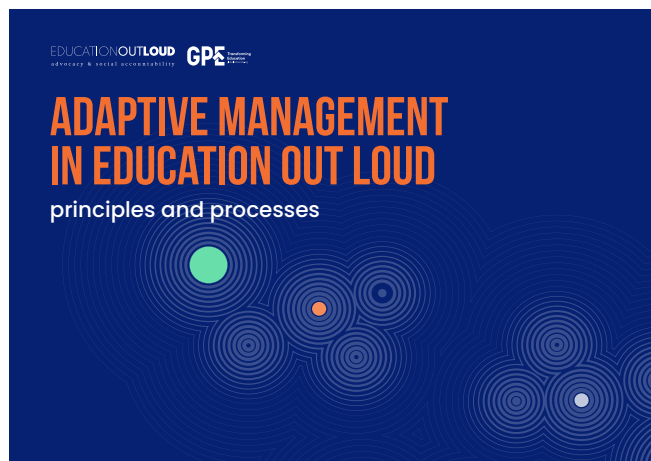 EDUCATIONOUTLOUD
advocacy & social accountability
GPE Transforming
Education
ADAPTIVE MANAGEMENT
IN EDUCATION OUT LOUD
principles and processes